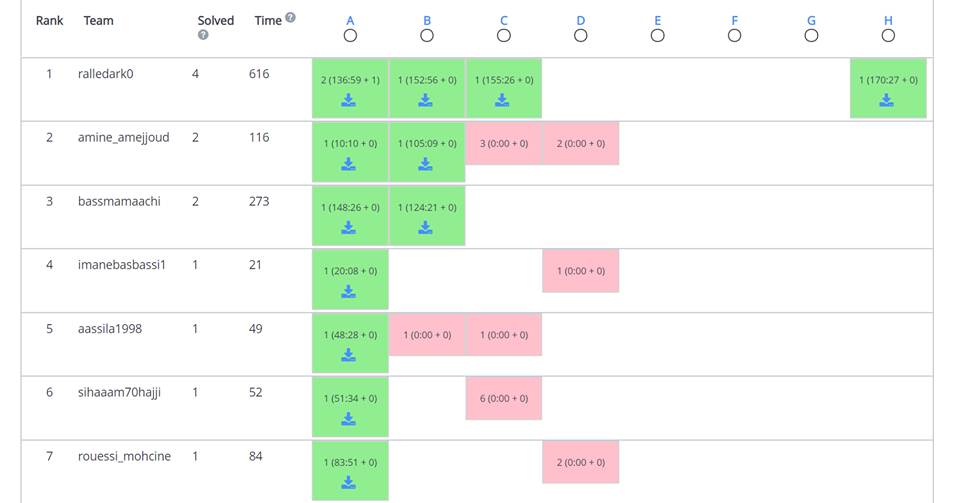 Rank Team Solved Time A B C D E F G H
1 ralledark0 4 616 2 (136:59 + 1) 1 (152:56 + 0) 1 (155:26 + 0) 1 (170:27 + 0)
2 amine_amejjoud 2 116 1 (10:10 + 0) 1 (105:09 + 0) 3 (0:00 + 0) 2 (0:00 + 0)
3 bassmamaachi 2 273 1 (148:26 + 0) 1 (124:21 + 0)
4 imanebasbassi1 1 21 1 (20:08 + 0) 1 (0:00 + 0)
5 aassila1998 1 49 1 (48:28 + 0) 1 (0:00 + 0) 1 (0:00 + 0)
6 sihaaam70hajji 1 52 1 (51:34 + 0) 6 (0:00 + 0)
7 rouessi_mohcine 1 84 1 (83:51 + 0) 2 (0:00 + 0)